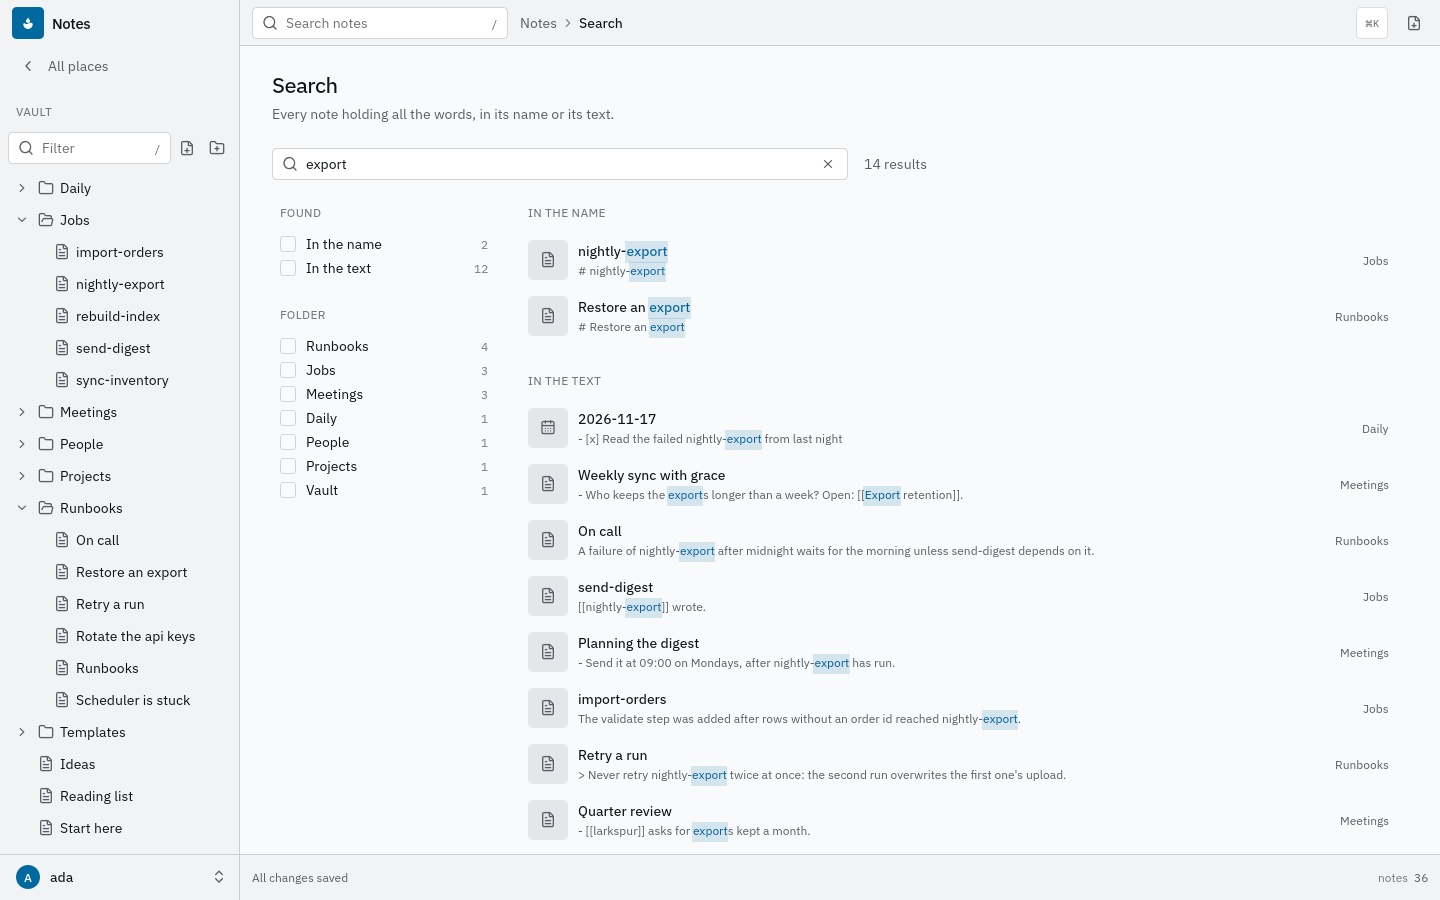 Notes
All places
VAULT
Filter /
Daily
Jobs
import-orders
nightly-export
rebuild-index
send-digest
sync-inventory
Meetings
People
Projects
Runbooks
On call
Restore an export
Retry a run
Rotate the api keys
Runbooks
Scheduler is stuck
Templates
Ideas
Reading list
Start here
A ada
Search notes /
Notes > Search
⌘K
Search
Every note holding all the words, in its name or its text.
export
14 results
FOUND
In the name 2
In the text 12
FOLDER
Runbooks 4
Jobs 3
Meetings 3
Daily 1
People 1
Projects 1
Vault 1
IN THE NAME
nightly-export
# nightly-export
Jobs
Restore an export
# Restore an export
Runbooks
IN THE TEXT
2026-11-17
- [x] Read the failed nightly-export from last night
Daily
Weekly sync with grace
- Who keeps the exports longer than a week? Open: [[Export retention]].
Meetings
On call
A failure of nightly-export after midnight waits for the morning unless send-digest depends on it.
Runbooks
send-digest
[[nightly-export]] wrote.
Jobs
Planning the digest
- Send it at 09:00 on Mondays, after nightly-export has run.
Meetings
import-orders
The validate step was added after rows without an order id reached nightly-export.
Jobs
Retry a run
> Never retry nightly-export twice at once: the second run overwrites the first one's upload.
Runbooks
Quarter review
- [[larkspur]] asks for exports kept a month.
Meetings
All changes saved
notes 36